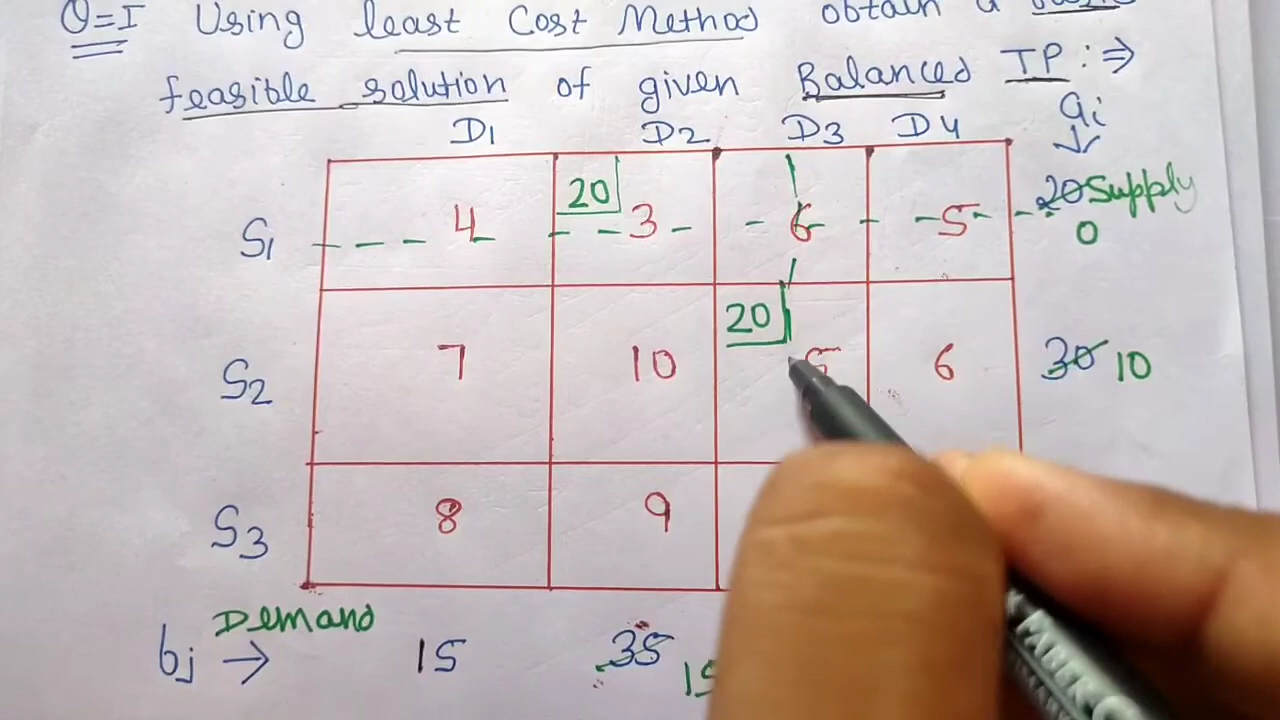 Q=I Using least Cost Method obtain a
feasible solution of given Balanced TP : ⇒
D1 D2 D3 D4 ai
20 20 Supply
S1 4 3 6 5 0
20
S2 7 10 5 6 30 10
S3 8 9
Demand
bj → 15 35 15
FABER-C